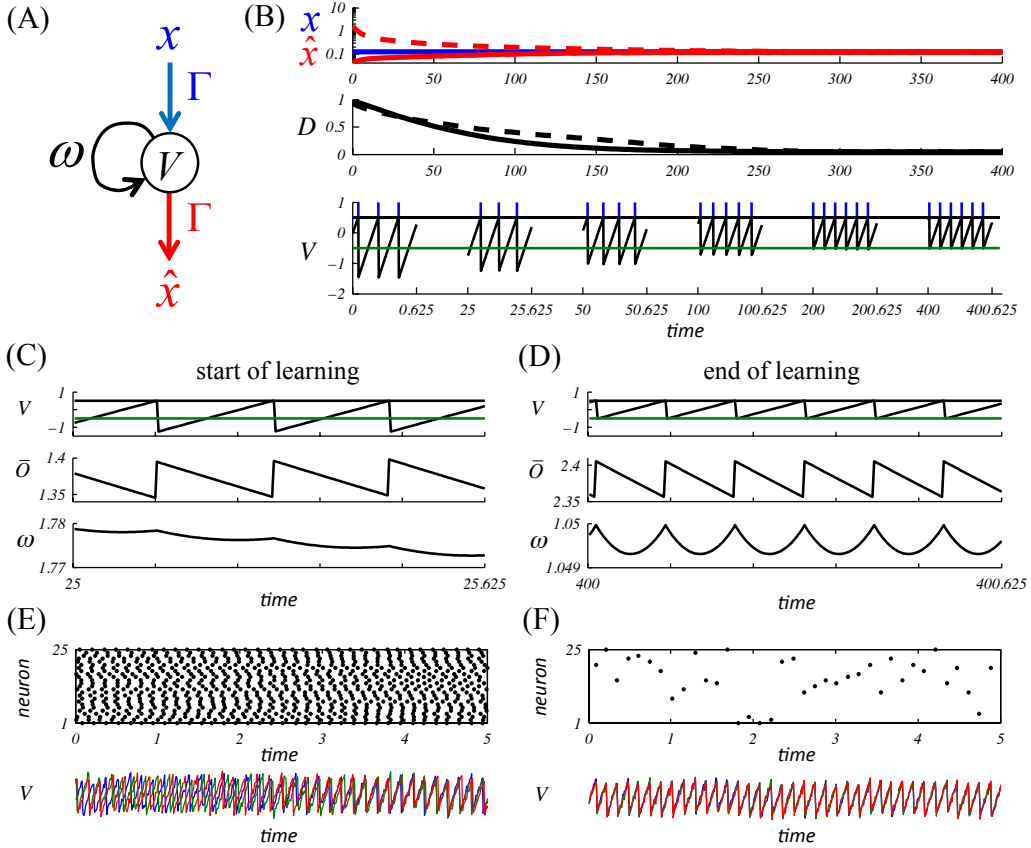 (A)
x
Γ
ω
V
Γ
x̂
(B)
x
x̂
10
0.1
0 50 100 150 200 250 300 350 400
D
1
0.5
0
0 50 100 150 200 250 300 350 400
V
1
0
−1
−2
0 0.625 25 25.625 50 50.625 100 100.625 200 200.625 400 400.625
time
(C)
start of learning
V
1
−1
Ō
1.4
1.35
ω
1.78
1.77
25 25.625
time
(D)
end of learning
V
1
−1
Ō
2.4
2.35
ω
1.05
1.049
400 400.625
time
(E)
neuron
25
1
0 1 2 3 4 5
time
V
time
(F)
neuron
25
1
0 1 2 3 4 5
time
V
time